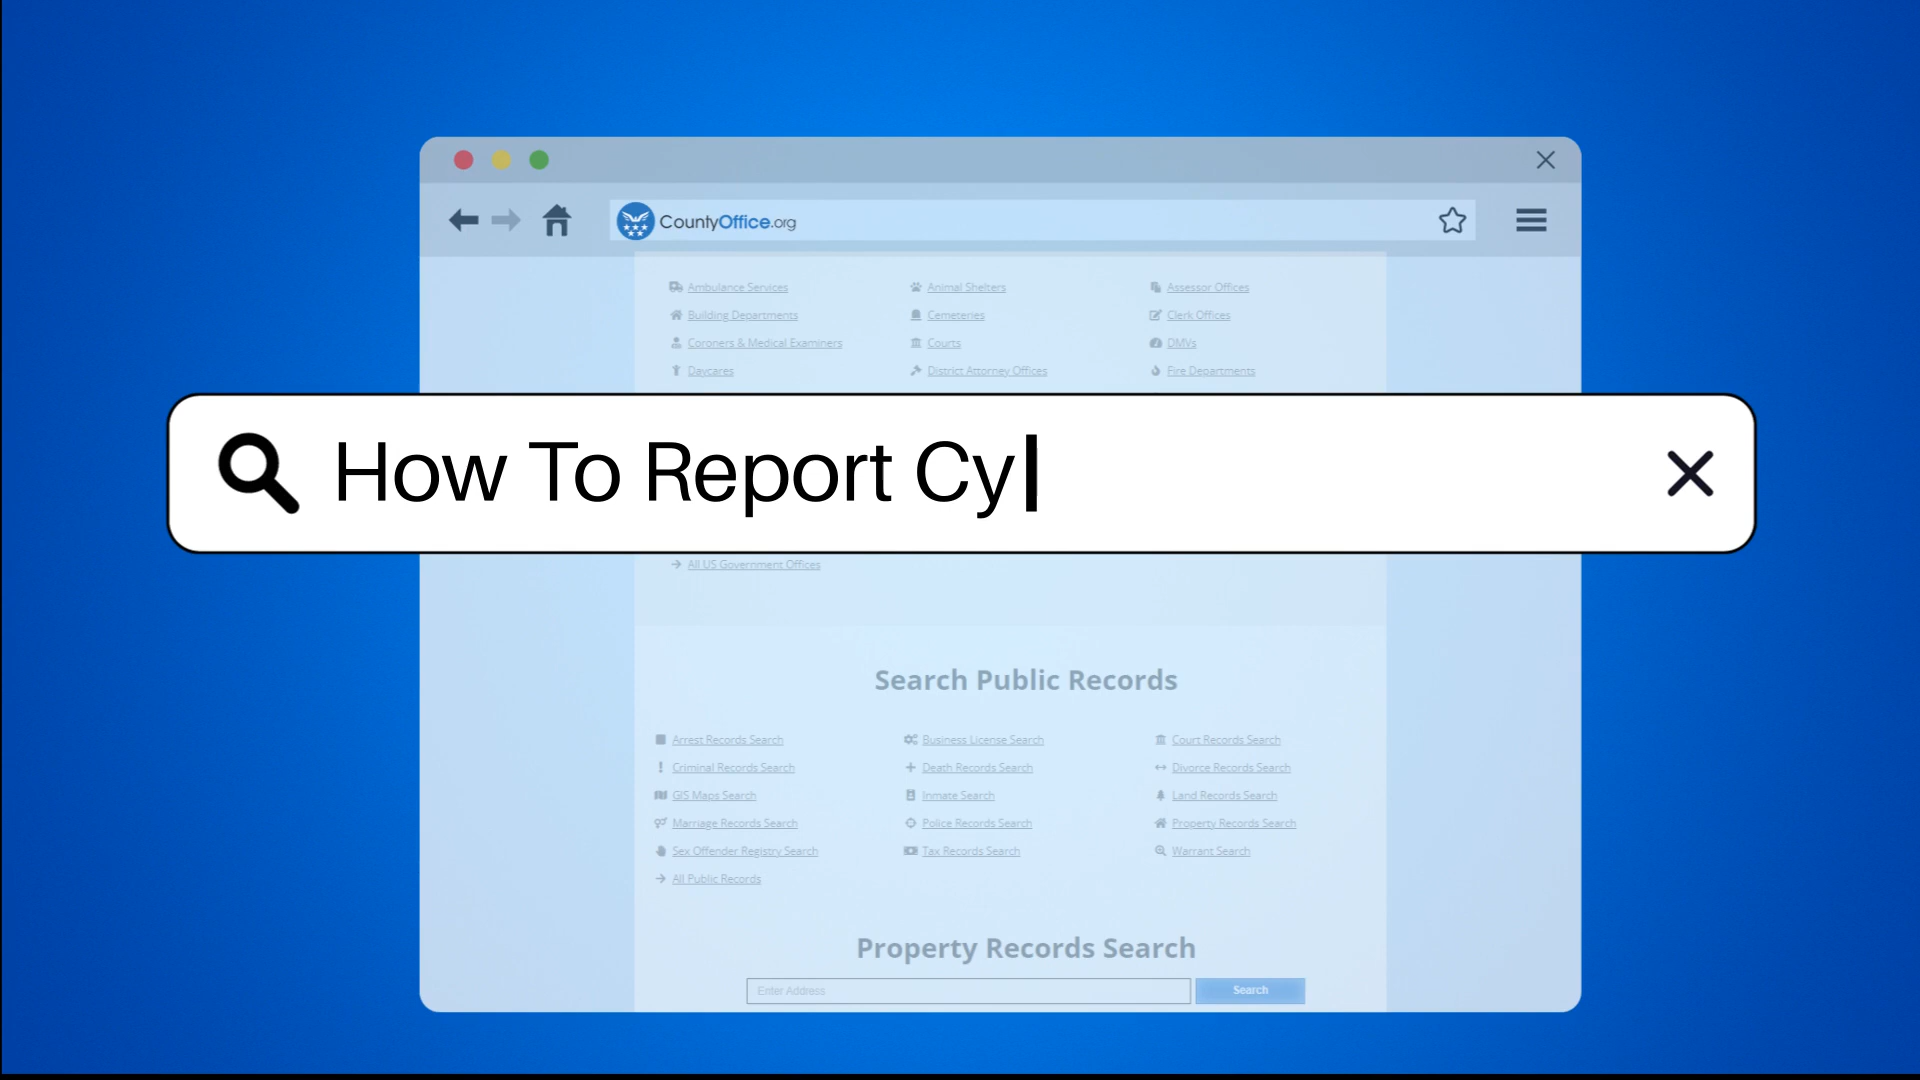 CountyOffice.org
Ambulance Services Animal Shelters Assessor Offices
Building Departments Cemeteries Clerk Offices
Coroners & Medical Examiners Courts DMVs
Daycares District Attorney Offices Fire Departments
How To Report Cy
All US Government Offices
Search Public Records
Arrest Records Search Business License Search Court Records Search
Criminal Records Search Death Records Search Divorce Records Search
GIS Maps Search Inmate Search Land Records Search
Marriage Records Search Police Records Search Property Records Search
Sex Offender Registry Search Tax Records Search Warrant Search
All Public Records
Property Records Search
Enter Address Search